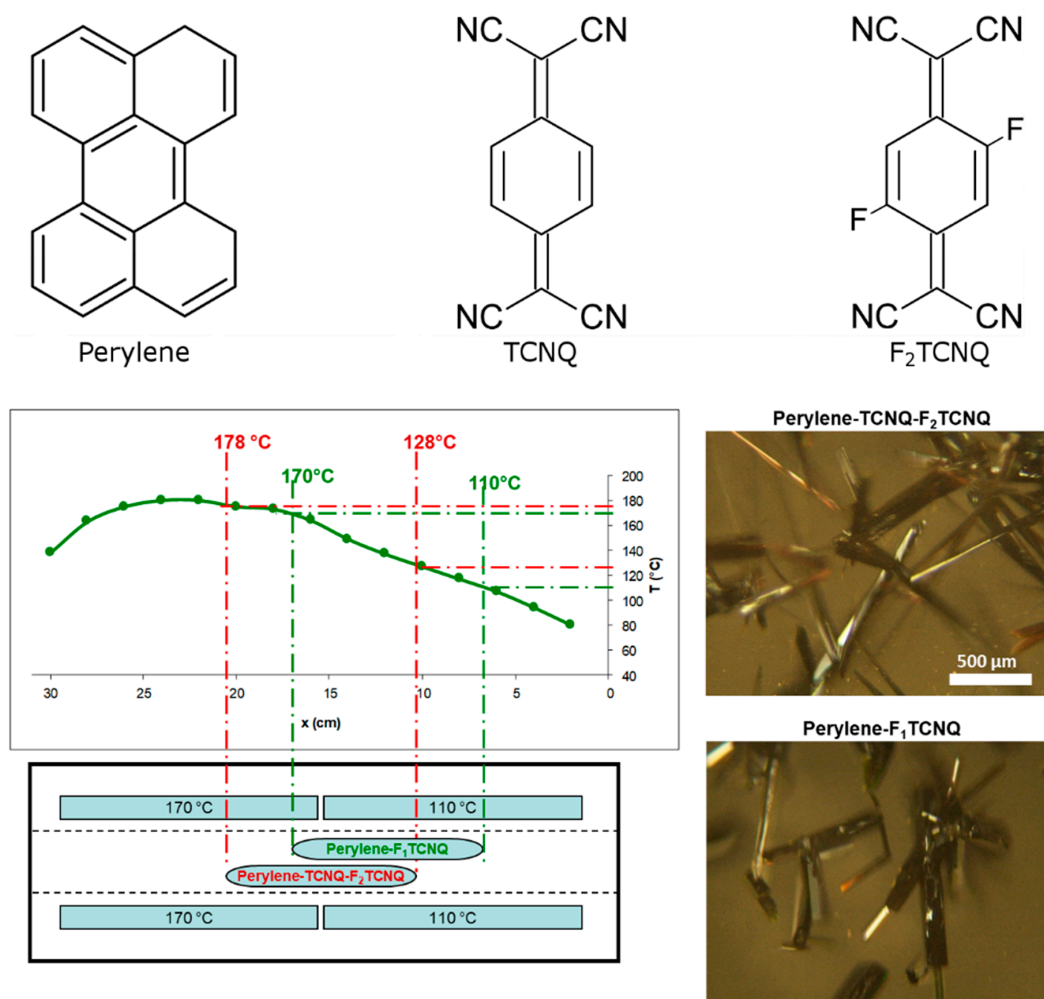 NC CN
NC CN
F
F
NC CN
NC CN
Perylene
TCNQ
F₂TCNQ
178 °C
128°C
170°C
110°C
200
180
160
140
120
100
80
60
40
T (°C)
30 25 20 15 10 5 0
x (cm)
170 °C 110 °C
Perylene-F₁TCNQ
Perylene-TCNQ-F₂TCNQ
170 °C 110 °C
Perylene-TCNQ-F₂TCNQ
500 µm
Perylene-F₁TCNQ